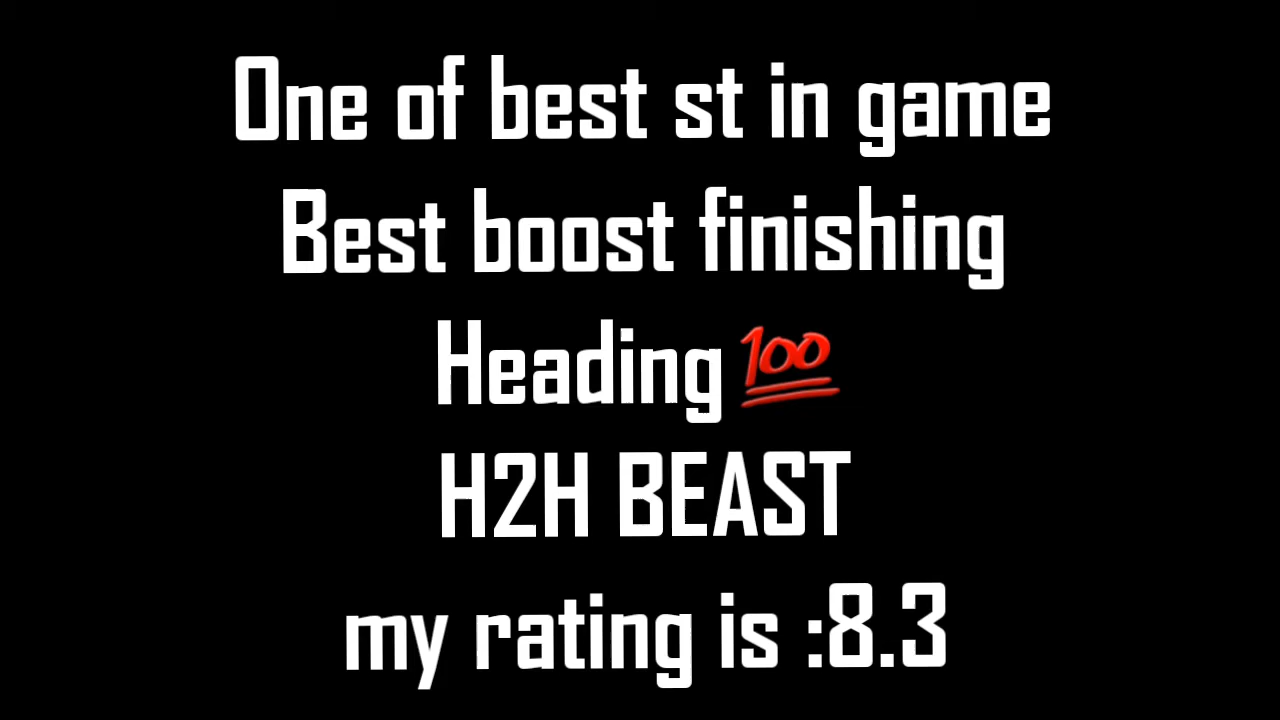 One of best st in game
Best boost finishing
Heading💯
H2H BEAST
my rating is :8.3